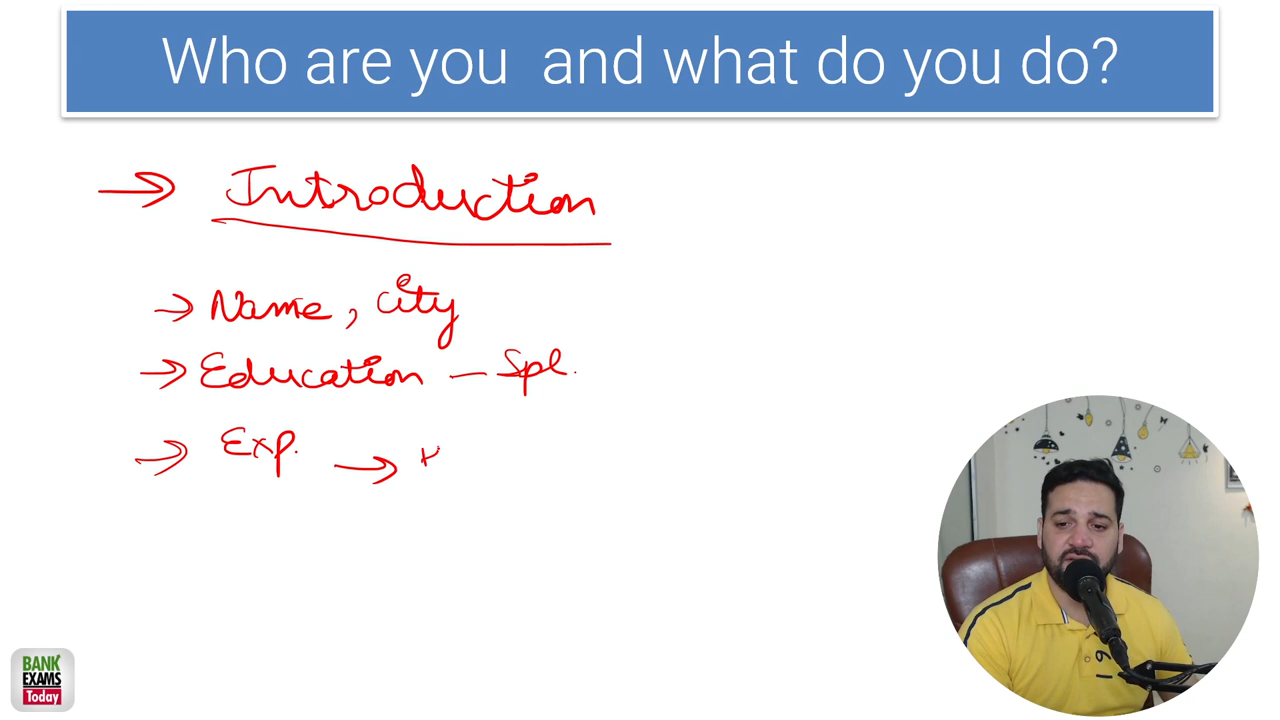 Who are you and what do you do?
→ Introduction
→ Name, City
→ Education – Spl.
→ Exp. →
BANK
EXAMS
Today